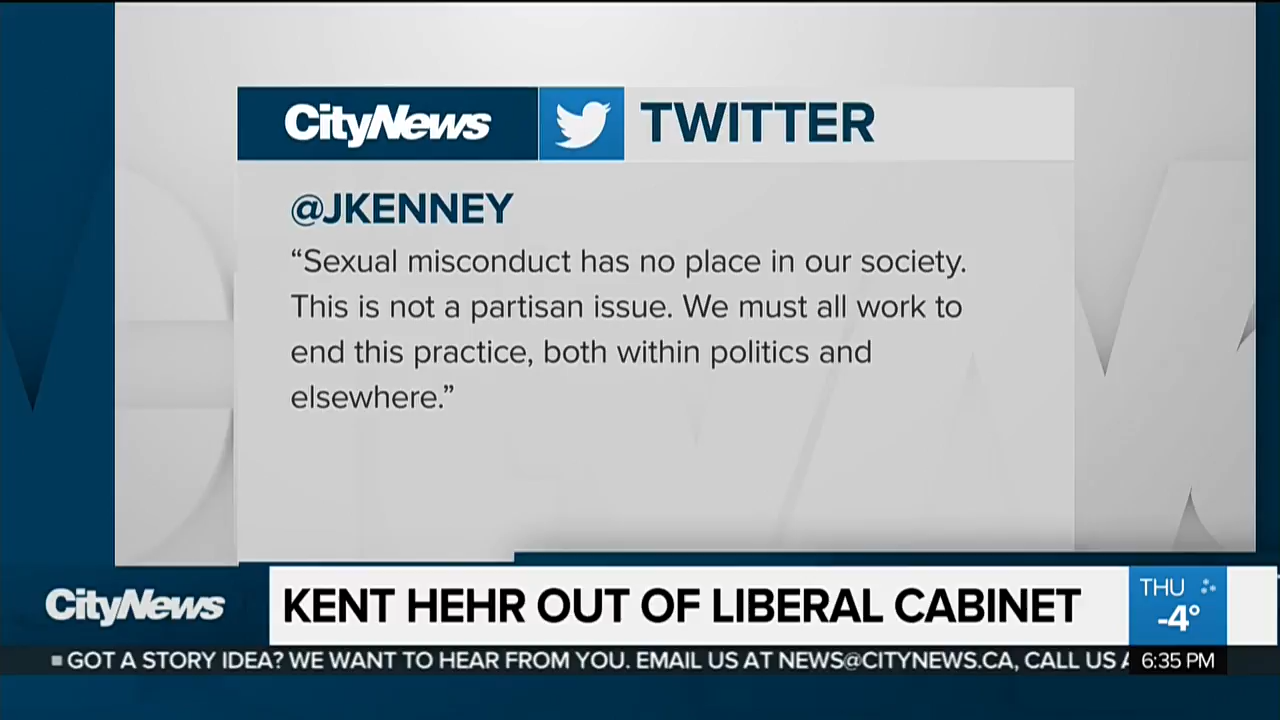 CityNews TWITTER
@JKENNEY
“Sexual misconduct has no place in our society.
This is not a partisan issue. We must all work to
end this practice, both within politics and
elsewhere.”
CityNews KENT HEHR OUT OF LIBERAL CABINET THU
-4°
GOT A STORY IDEA? WE WANT TO HEAR FROM YOU. EMAIL US AT NEWS@CITYNEWS.CA, CALL US 6:35 PM